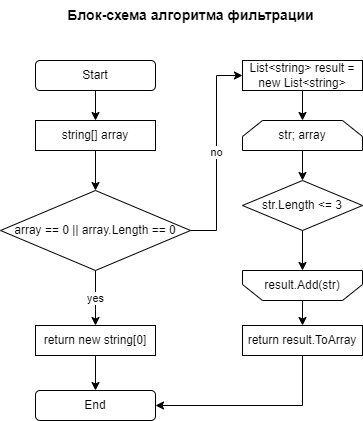 Блок-схема алгоритма фильтрации
Start
string[] array
array == 0 || array.Length == 0
yes
return new string[0]
End
no
List<string> result =
new List<string>
str; array
str.Length <= 3
result.Add(str)
return result.ToArray